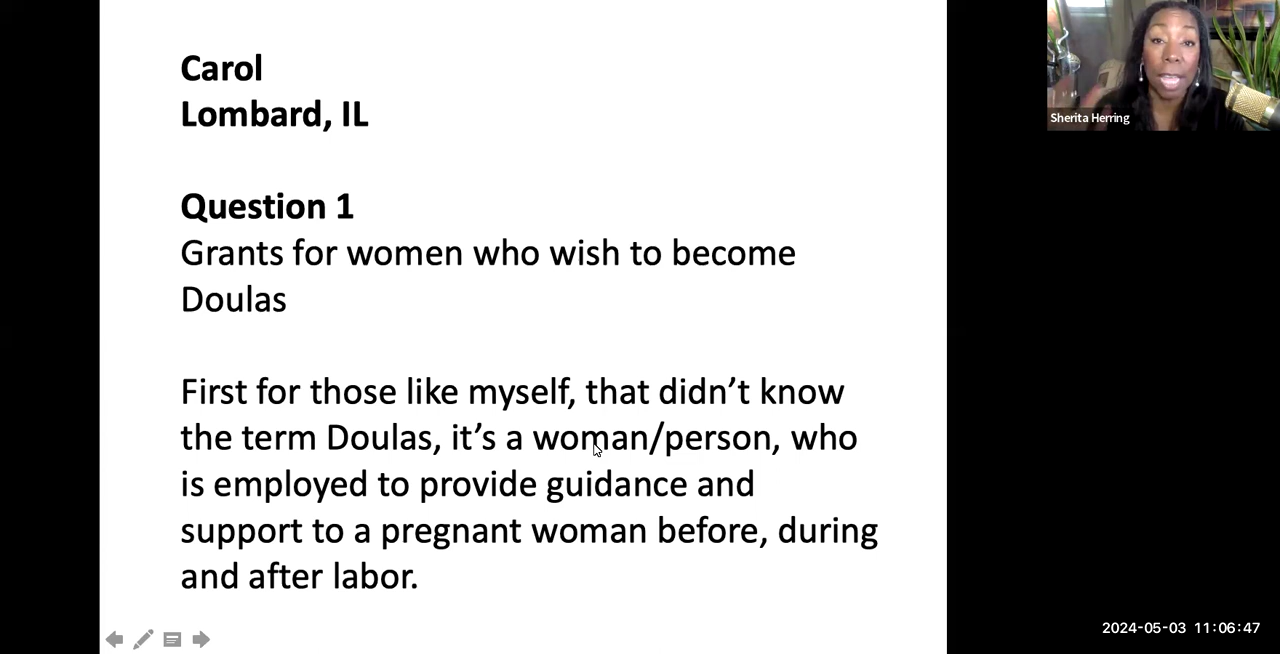 Carol
Lombard, IL
Question 1
Grants for women who wish to become
Doulas
First for those like myself, that didn’t know
the term Doulas, it’s a woman/person, who
is employed to provide guidance and
support to a pregnant woman before, during
and after labor.
Sherita Herring
2024-05-03 11:06:47